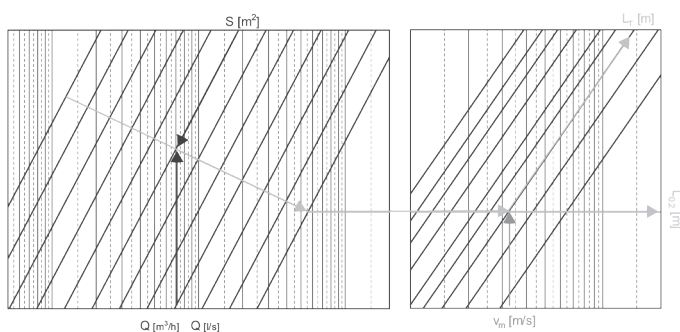 S [m²]
L_T [m]
L_0,2 [m]
Q [m³/h] Q [l/s]
v_m [m/s]